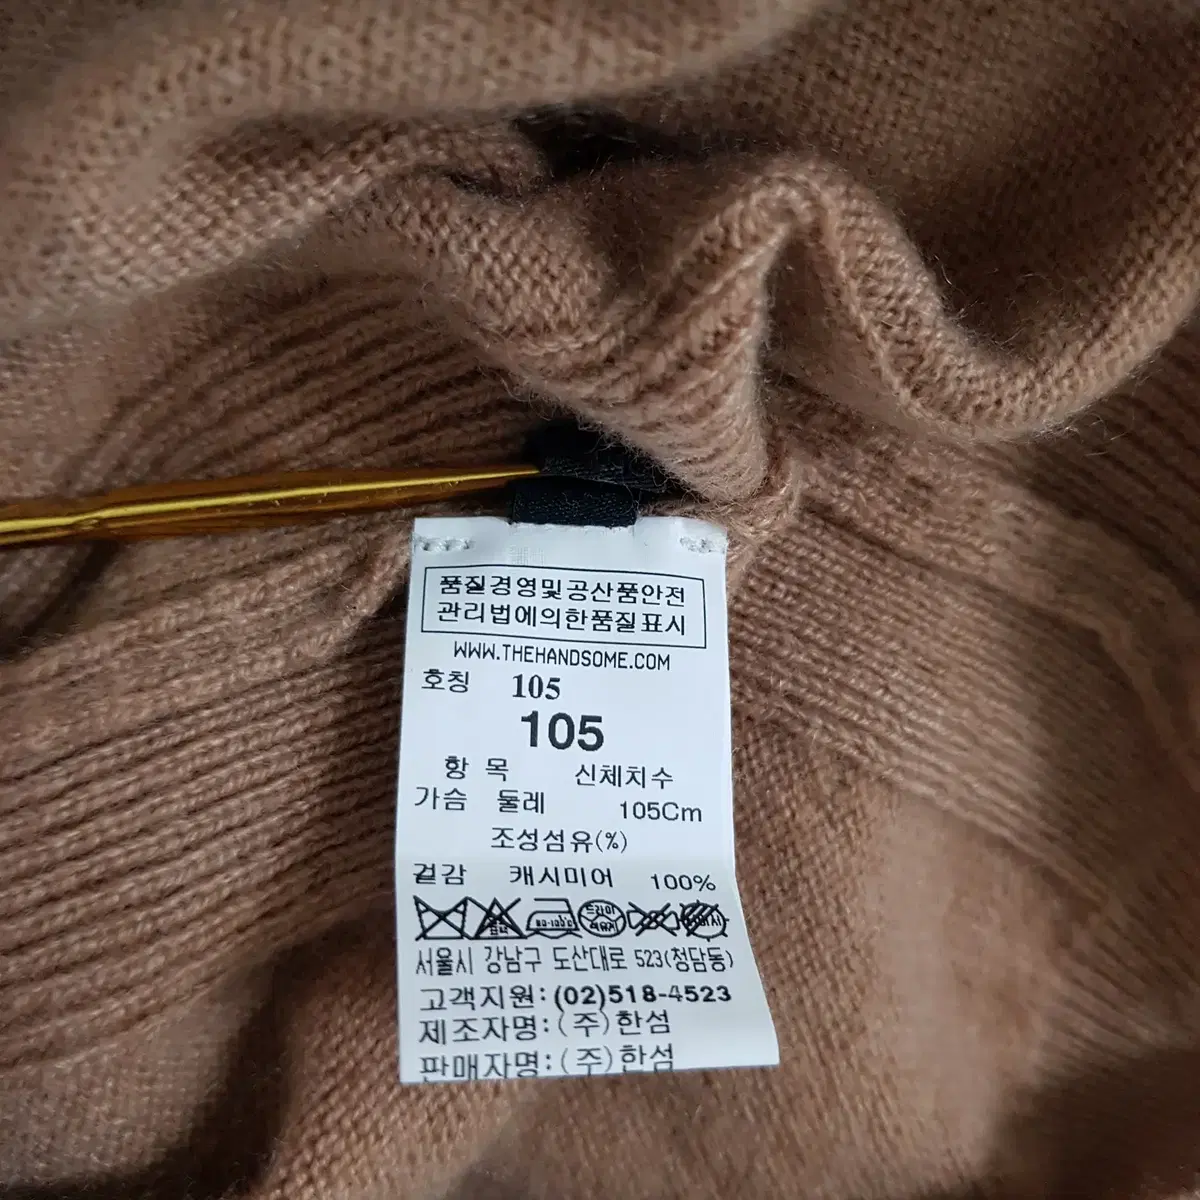 품질경영및공산품안전
관리법에의한품질표시
WWW.THEHANDSOME.COM
호칭 105
105
항 목 신체치수
가슴 둘레 105Cm
조성섬유(%)
겉감 캐시미어 100%
드라이
서울시 강남구 도산대로 523(청담동)
고객지원:(02)518-4523
제조자명:(주)한섬
판매자명:(주)한섬